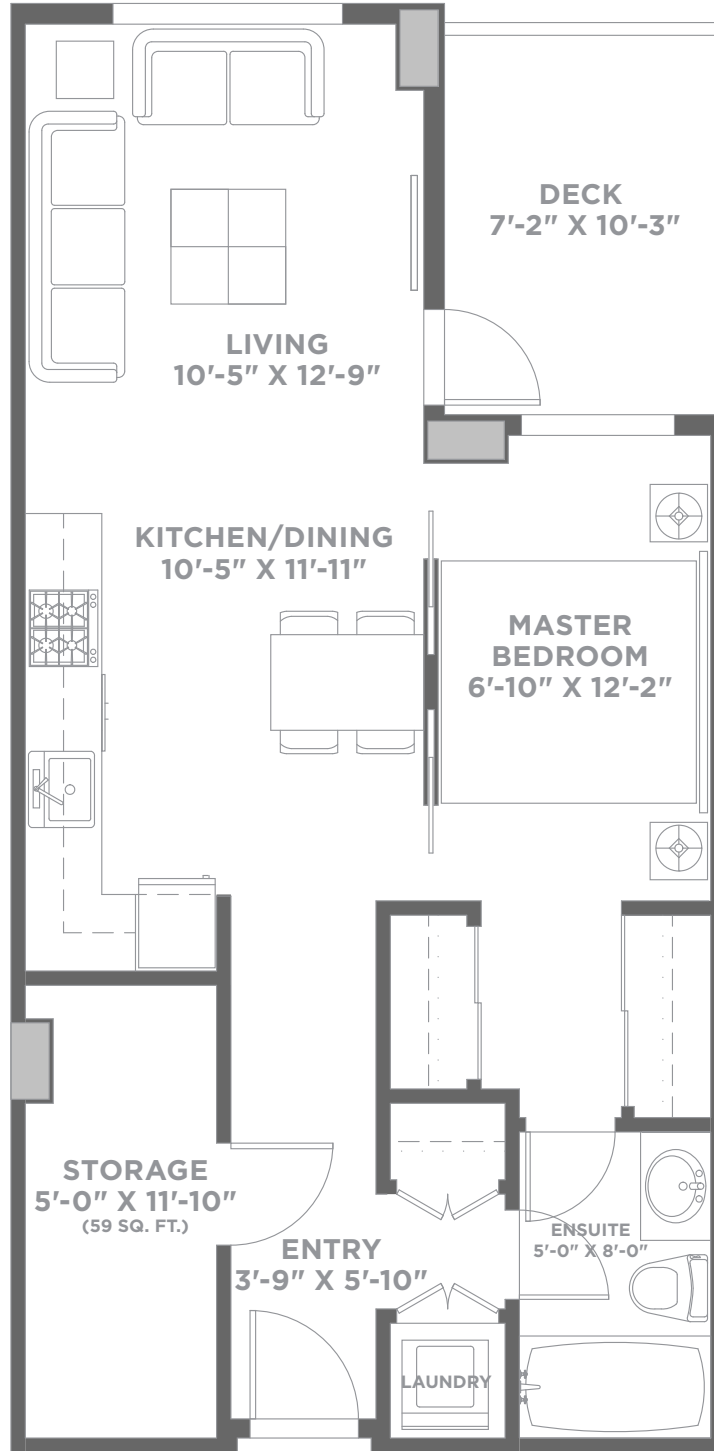 DECK
7'-2" X 10'-3"
LIVING
10'-5" X 12'-9"
KITCHEN/DINING
10'-5" X 11'-11"
MASTER
BEDROOM
6'-10" X 12'-2"
STORAGE
5'-0" X 11'-10"
(59 SQ. FT.)
ENSUITE
5'-0" X 8'-0"
ENTRY
3'-9" X 5'-10"
LAUNDRY